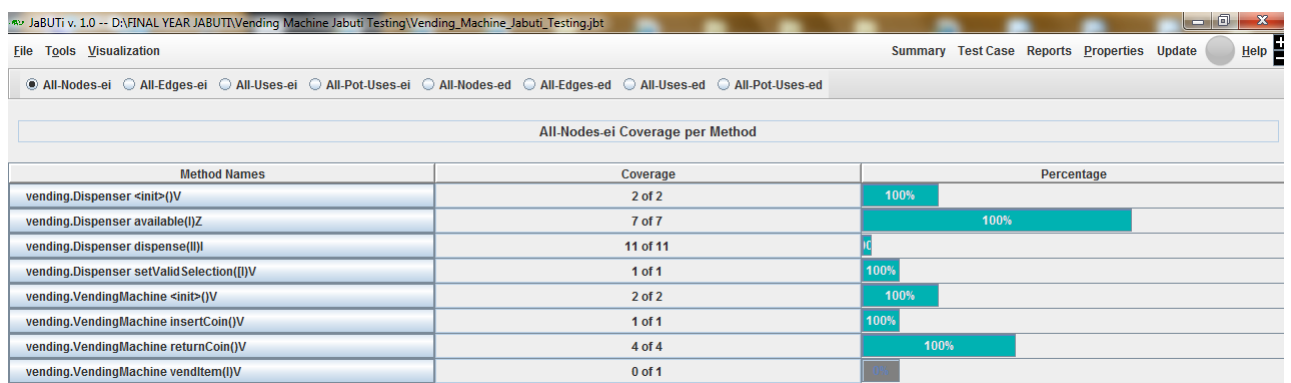 JaBUTi v. 1.0 -- D:\FINAL YEAR JABUTI\Vending Machine Jabuti Testing\Vending_Machine_Jabuti_Testing.jbt
File Tools Visualization Summary Test Case Reports Properties Update Help
All-Nodes-ei All-Edges-ei All-Uses-ei All-Pot-Uses-ei All-Nodes-ed All-Edges-ed All-Uses-ed All-Pot-Uses-ed
All-Nodes-ei Coverage per Method
Method Names Coverage Percentage
vending.Dispenser <init>()V 2 of 2 100%
vending.Dispenser available(I)Z 7 of 7 100%
vending.Dispenser dispense(II)I 11 of 11
vending.Dispenser setValidSelection([I)V 1 of 1 100%
vending.VendingMachine <init>()V 2 of 2 100%
vending.VendingMachine insertCoin()V 1 of 1 100%
vending.VendingMachine returnCoin()V 4 of 4 100%
vending.VendingMachine vendItem(I)V 0 of 1 0%